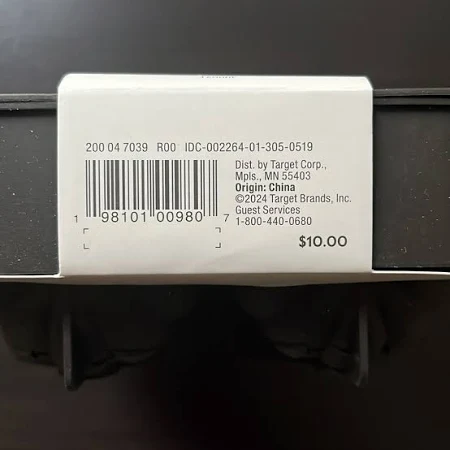 200 04 7039 R00 IDC-002264-01-305-0519
1 98101 00980 7
Dist. by Target Corp.,
Mpls., MN 55403
Origin: China
©2024 Target Brands, Inc.
Guest Services
1-800-440-0680
$10.00